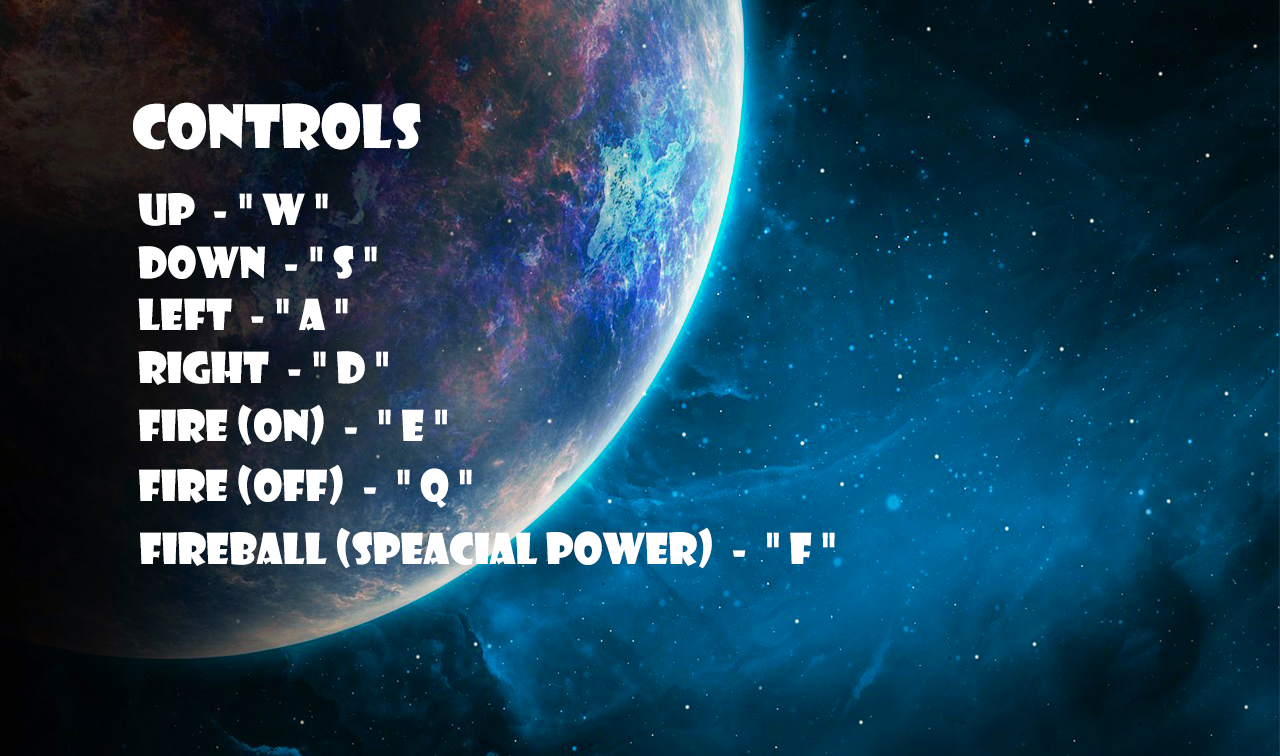 CONTROLS
UP - " W "
DOWN - " S "
LEFT - " A "
RIGHT - " D "
FIRE (ON) - " E "
FIRE (OFF) - " Q "
FIREBALL (SPEACIAL POWER) - " F "